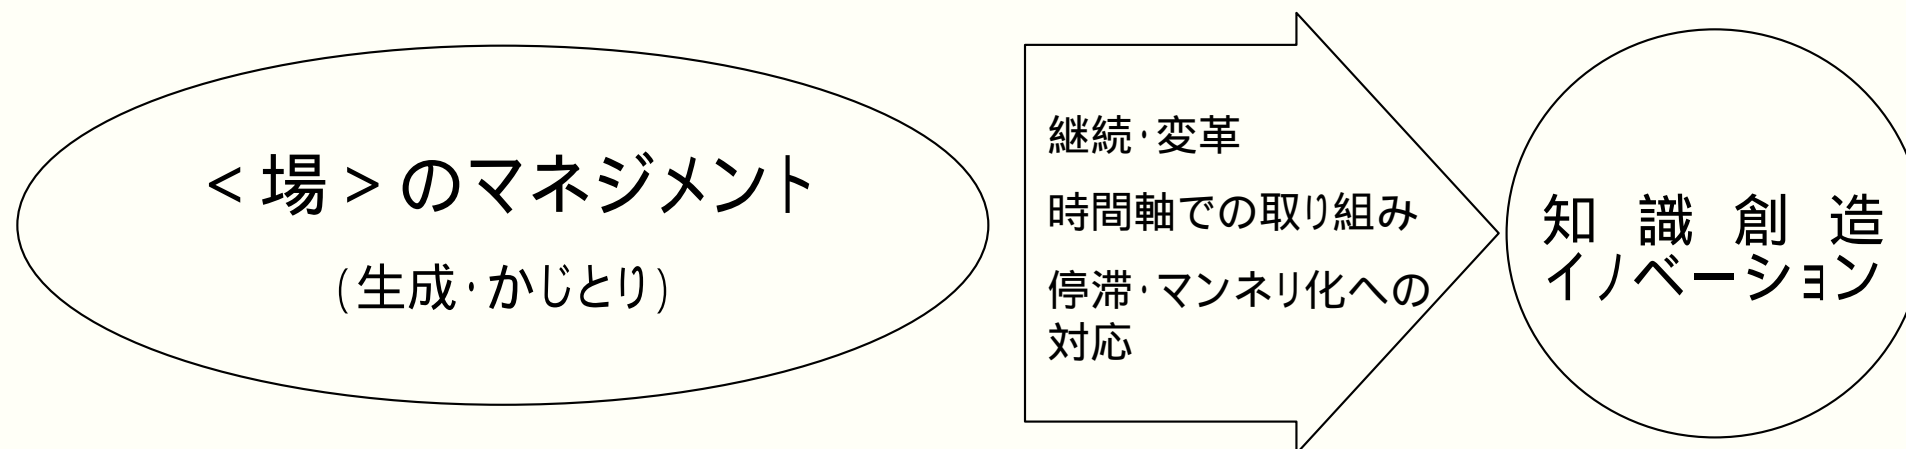 <場>のマネジメント
(生成・かじとり)
継続・変革
時間軸での取り組み
停滞・マンネリ化への
対応
知 識 創 造
イノベーション